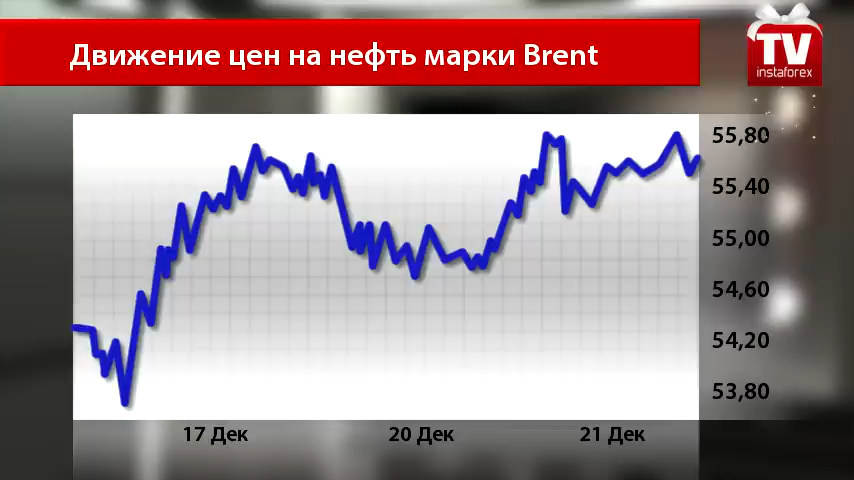 Движение цен на нефть марки Brent
TV
instaforex
55,80
55,40
55,00
54,60
54,20
53,80
17 Дек
20 Дек
21 Дек